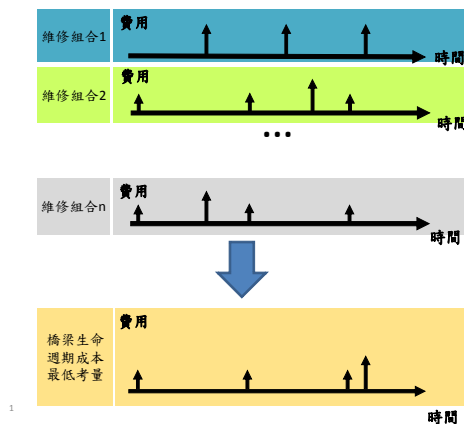 維修組合1
費用
時間
維修組合2
費用
時間
...
維修組合n
費用
時間
橋梁生命
週期成本
最低考量
費用
時間
1